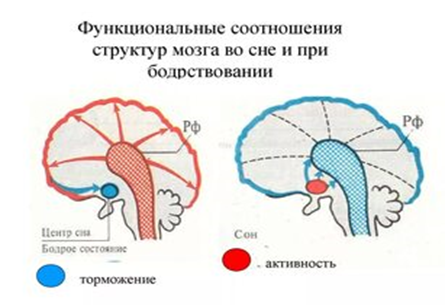 Функциональные соотношения
структур мозга во сне и при
бодрствовании
Рф
Центр сна
Бодрое состояние
торможение
Рф
Сон
. активность